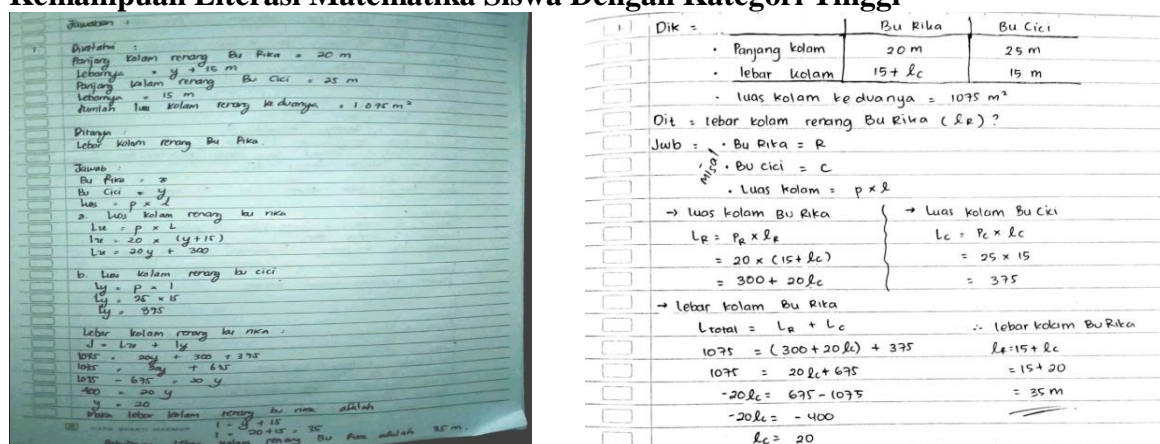 Kemampuan Literasi Matematika Siswa Dengan Kategori Tinggi
Jawaban :
1. Diketahui :
Panjang kolam renang Bu Rika = 20 m
Lebarnya = y + 15 m
Panjang kolam renang Bu Cici = 25 m
Lebarnya = 15 m
Jumlah luas kolam renang keduanya = 1075 m²
Ditanya :
Lebar kolam renang Bu Rika.
Jawab :
Bu Rika = x
Bu Cici = y
luas = p x l
a. Luas kolam renang bu rika
Lx = p x L
Lx = 20 x (y+15)
Lx = 20y + 300
b. Luas kolam renang bu cici
Ly = p x l
Ly = 25 x 15
Ly = 375
Lebar kolam renang bu rika :
J = Lx + Ly
1075 = 20y + 300 + 375
1075 = 20y + 675
1075 - 675 = 20 y
400 = 20 y
y = 20
Maka lebar kolam renang bu rika adalah
l = y + 15
l = 20+15 = 35
lebar kolam renang Bu Rika adalah 35 m.
1 Dik = Bu Rika Bu Cici
· Panjang kolam 20 m 25 m
· lebar kolam 15 + lc 15 m
· luas kolam keduanya = 1075 m²
Dit = lebar kolam renang Bu Rika (lR) ?
Jwb : Misal · Bu Rika = R
· Bu cici = C
· Luas kolam = p x l
→ luas kolam Bu Rika → Luas kolam Bu Cici
LR = PR x lR Lc = Pc x lc
= 20 x (15 + lc) = 25 x 15
= 300 + 20lc = 375
→ lebar kolam Bu Rika
Ltotal = LR + Lc ∴ lebar kolam Bu Rika
1075 = (300 + 20lc) + 375 lR = 15 + lc
1075 = 20lc + 675 = 15 + 20
-20lc = 675 - 1075 = 35 m
-20lc = - 400
lc = 20